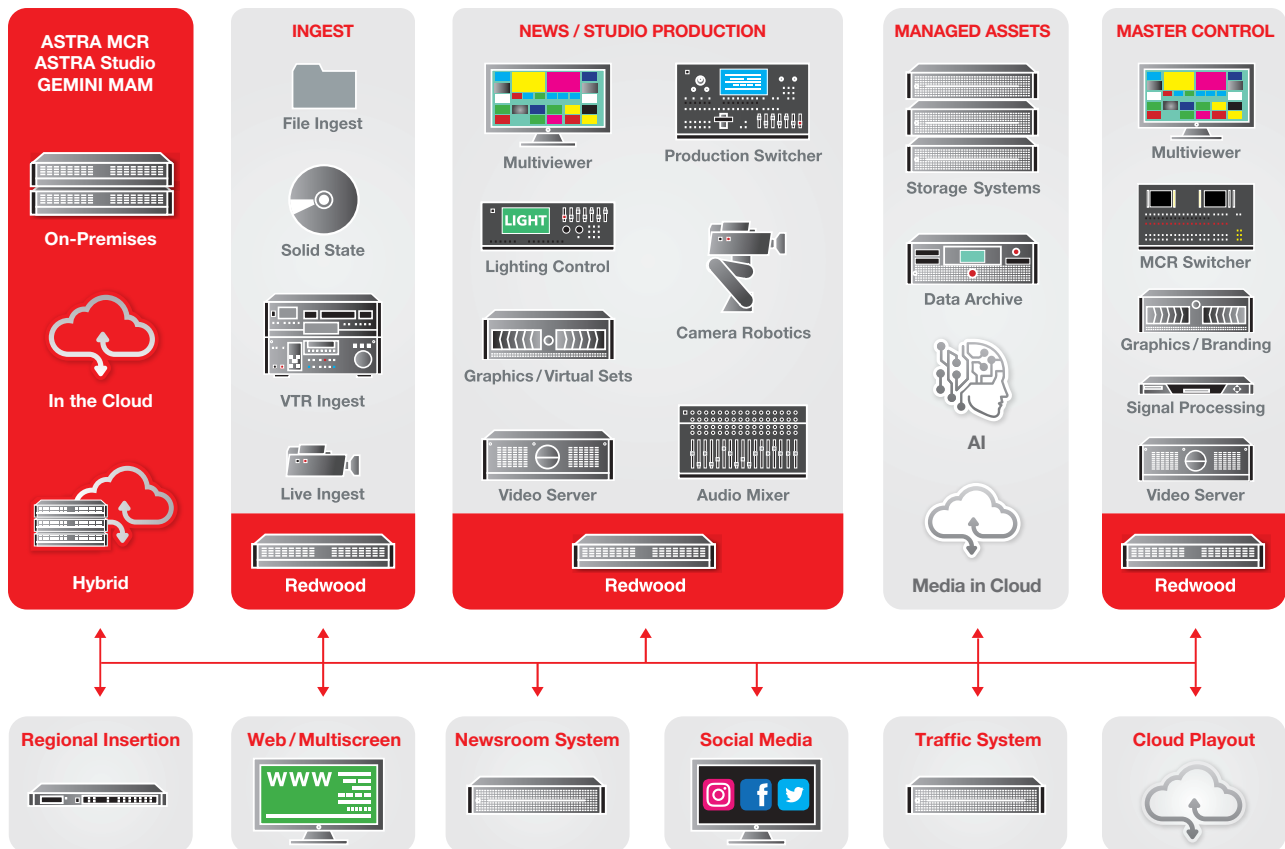 ASTRA MCR
ASTRA Studio
GEMINI MAM
On-Premises
In the Cloud
Hybrid
INGEST
File Ingest
Solid State
VTR Ingest
Live Ingest
Redwood
NEWS / STUDIO PRODUCTION
Multiviewer
Production Switcher
LIGHT
Lighting Control
Camera Robotics
Graphics / Virtual Sets
Video Server
Audio Mixer
Redwood
MANAGED ASSETS
Storage Systems
Data Archive
AI
Media in Cloud
MASTER CONTROL
Multiviewer
MCR Switcher
Graphics / Branding
Signal Processing
Video Server
Redwood
Regional Insertion
Web / Multiscreen
WWW
Newsroom System
Social Media
f
Traffic System
Cloud Playout